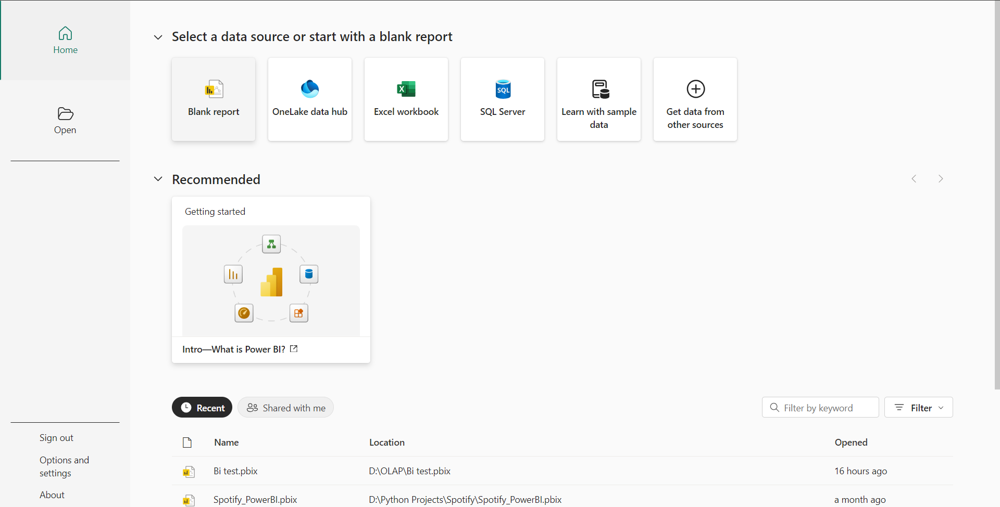 Home
Open
Select a data source or start with a blank report
Blank report
OneLake data hub
Excel workbook
SQL
SQL Server
Learn with sample
data
Get data from
other sources
Recommended
Getting started
Intro—What is Power BI?
Recent
Shared with me
Filter by keyword
Filter
Name
Location
Opened
Bi test.pbix
D:\OLAP\Bi test.pbix
16 hours ago
Spotify_PowerBI.pbix
D:\Python Projects\Spotify\Spotify_PowerBI.pbix
a month ago
Sign out
Options and
settings
About